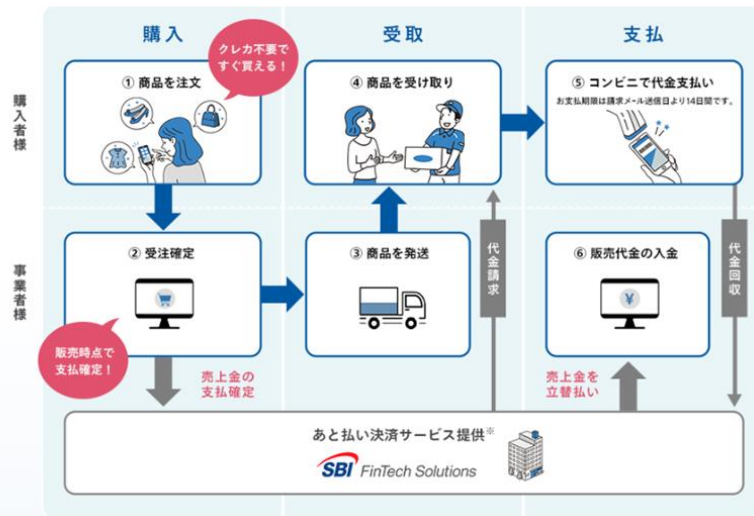 購入
受取
支払
購入者様
クレカ不要で
すぐ買える！
① 商品を注文
④ 商品を受け取り
⑤ コンビニで代金支払い
お支払期限は請求メール送信日より14日間です。
事業者様
② 受注確定
③ 商品を発送
代金請求
⑥ 販売代金の入金
¥
代金回収
販売時点で
支払確定！
売上金の
支払確定
売上金を
立替払い
あと払い決済サービス提供※
SBI FinTech Solutions